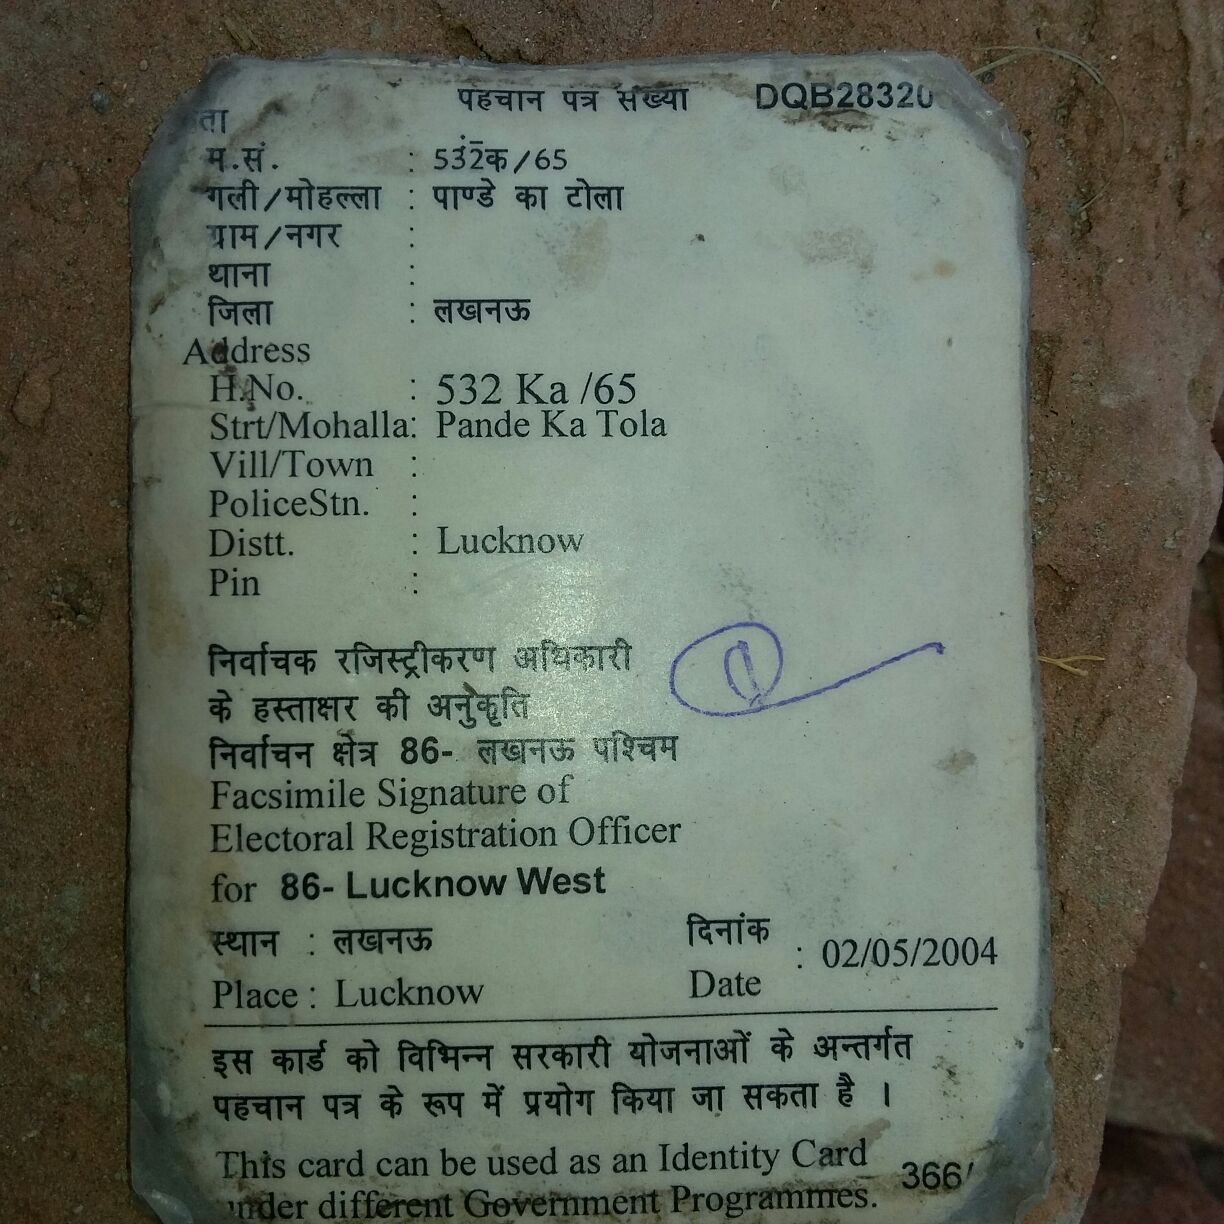 पहचान पत्र संख्या DQB28320
म.सं. : 532क/65
गली/मोहल्ला : पाण्डे का टोला
ग्राम/नगर :
थाना :
जिला : लखनऊ
Address
H.No. : 532 Ka /65
Strt/Mohalla: Pande Ka Tola
Vill/Town :
PoliceStn. :
Distt. : Lucknow
Pin :
निर्वाचक रजिस्ट्रीकरण अधिकारी
के हस्ताक्षर की अनुकृति
निर्वाचन क्षेत्र 86- लखनऊ पश्चिम
Facsimile Signature of
Electoral Registration Officer
for 86- Lucknow West
स्थान : लखनऊ दिनांक
Place : Lucknow Date : 02/05/2004
इस कार्ड को विभिन्न सरकारी योजनाओं के अन्तर्गत
पहचान पत्र के रूप में प्रयोग किया जा सकता है ।
This card can be used as an Identity Card
under different Government Programmes. 366/